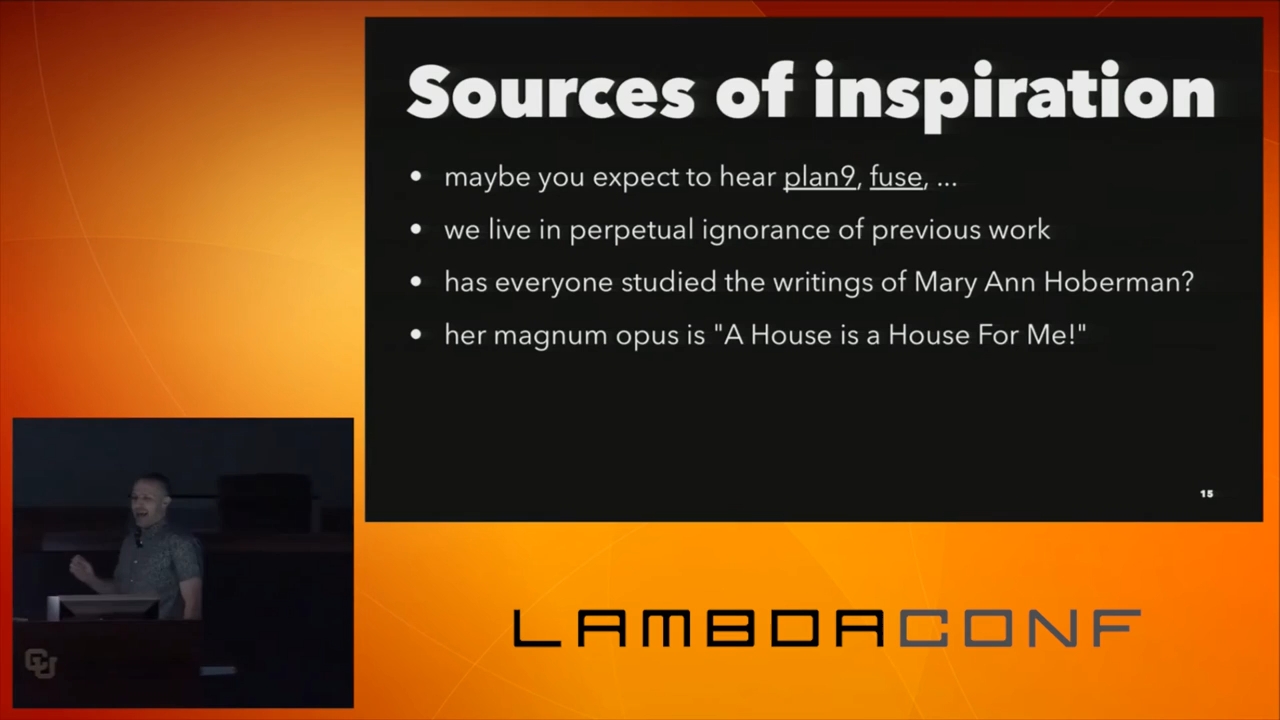 Sources of inspiration
• maybe you expect to hear plan9, fuse, ...
• we live in perpetual ignorance of previous work
• has everyone studied the writings of Mary Ann Hoberman?
• her magnum opus is "A House is a House For Me!"
15
CU
LAMBDACONF